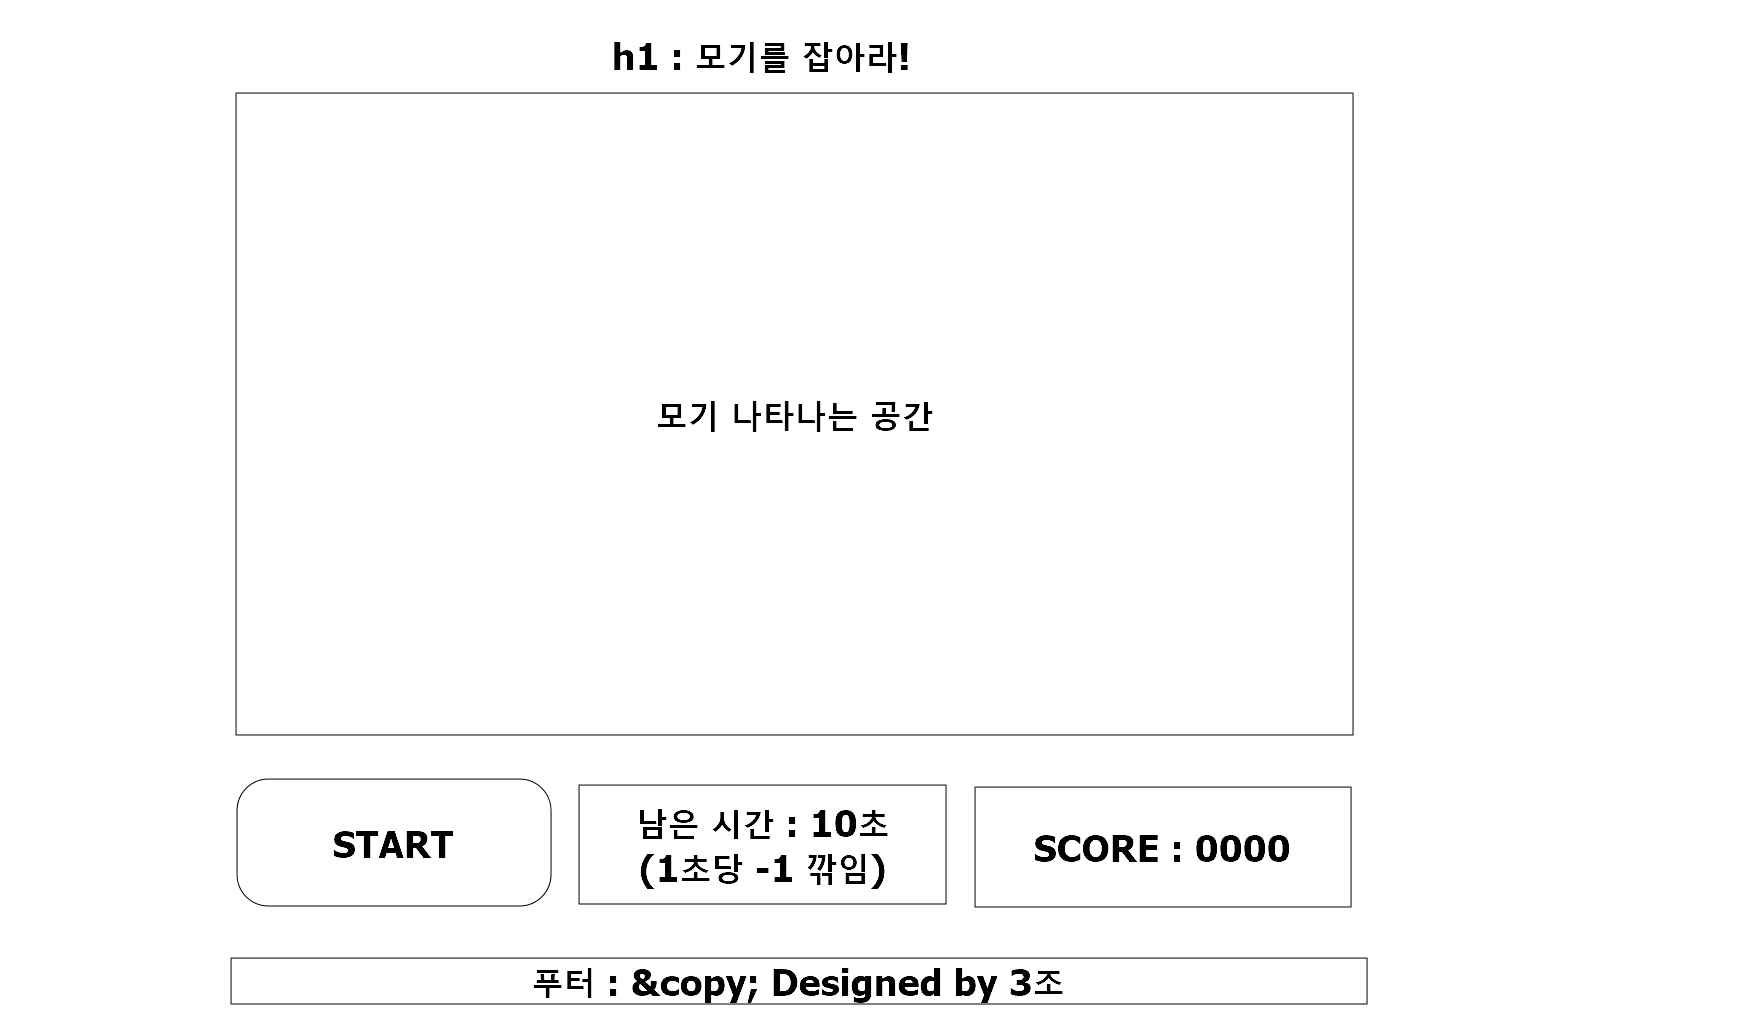 h1 : 모기를 잡아라!
모기 나타나는 공간
START
남은 시간 : 10초
(1초당 -1 깎임)
SCORE : 0000
푸터 : &copy; Designed by 3조